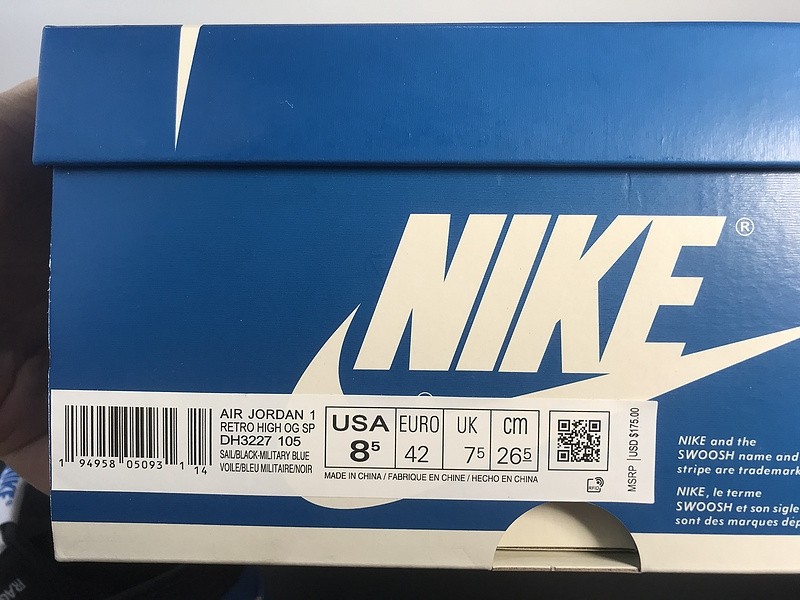 NIKE®
AIR JORDAN 1
RETRO HIGH OG SP
DH3227 105
SAIL/BLACK-MILITARY BLUE
VOILE/BLEU MILITAIRE/NOIR
1 94958 05093 1 14
USA EURO UK cm
8⁵ 42 7⁵ 26⁵
MADE IN CHINA / FABRIQUE EN CHINE / HECHO EN CHINA
RFID
MSRP USD $175.00
NIKE and the
SWOOSH name and
stripe are trademark
NIKE, le terme
SWOOSH et son sigle
sont des marques dép